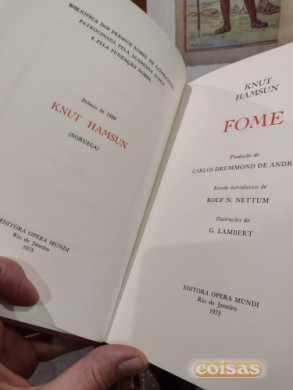 BIBLIOTECA DOS PRÊMIOS NOBEL DE LITERATURA
PATROCINADA PELA ACADEMIA SUECA
E PELA FUNDAÇÃO NOBEL
Prêmio de 1920
KNUT HAMSUN
(NORUEGA)
EDITORA OPERA MUNDI
Rio de Janeiro
1973
KNUT
HAMSUN
FOME
Tradução de
CARLOS DRUMMOND DE ANDRA
Estudo introdutivo de
ROLF N. NETTUM
Ilustrações de
G. LAMBERT
EDITORA OPERA MUNDI
Rio de Janeiro
1973
coisas